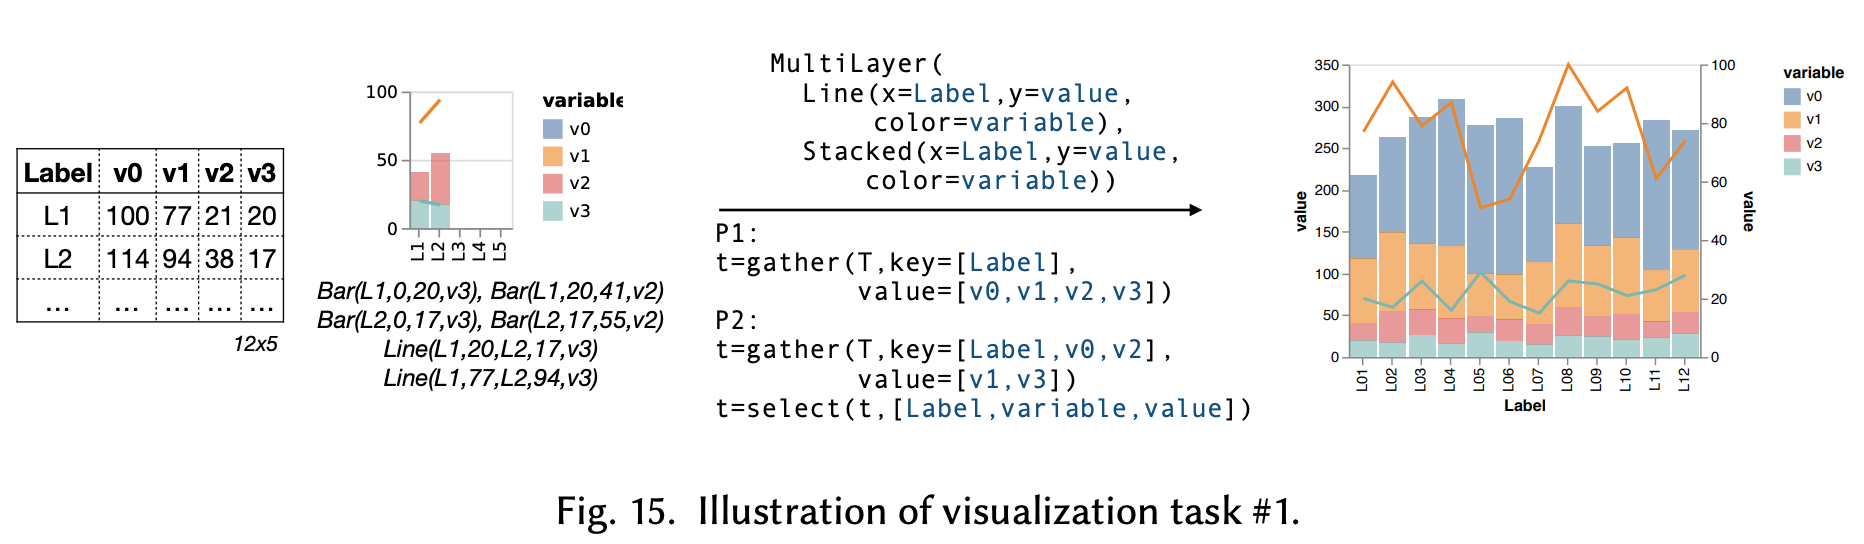 Label v0 v1 v2 v3
L1 100 77 21 20
L2 114 94 38 17
... ... ... ... ...
12x5
100
50
0
L1 L2 L3 L4 L5
variable
v0
v1
v2
v3
Bar(L1,0,20,v3), Bar(L1,20,41,v2)
Bar(L2,0,17,v3), Bar(L2,17,55,v2)
Line(L1,20,L2,17,v3)
Line(L1,77,L2,94,v3)
MultiLayer(
Line(x=Label,y=value,
color=variable),
Stacked(x=Label,y=value,
color=variable))
P1:
t=gather(T,key=[Label],
value=[v0,v1,v2,v3])
P2:
t=gather(T,key=[Label,v0,v2],
value=[v1,v3])
t=select(t,[Label,variable,value])
value
350
300
250
200
150
100
50
0
L01 L02 L03 L04 L05 L06 L07 L08 L09 L10 L11 L12
Label
100
80
60
40
20
0
value
variable
v0
v1
v2
v3
Fig. 15. Illustration of visualization task #1.